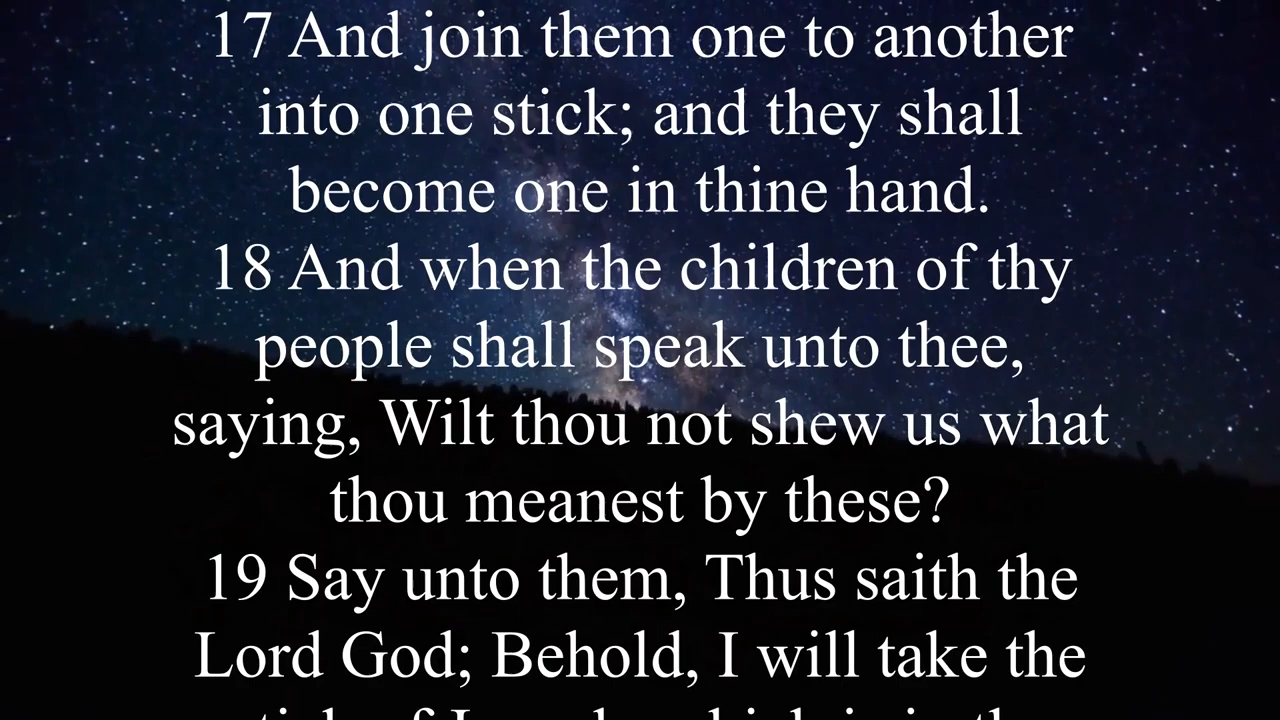 17 And join them one to another
into one stick; and they shall
become one in thine hand.
18 And when the children of thy
people shall speak unto thee,
saying, Wilt thou not shew us what
thou meanest by these?
19 Say unto them, Thus saith the
Lord God; Behold, I will take the